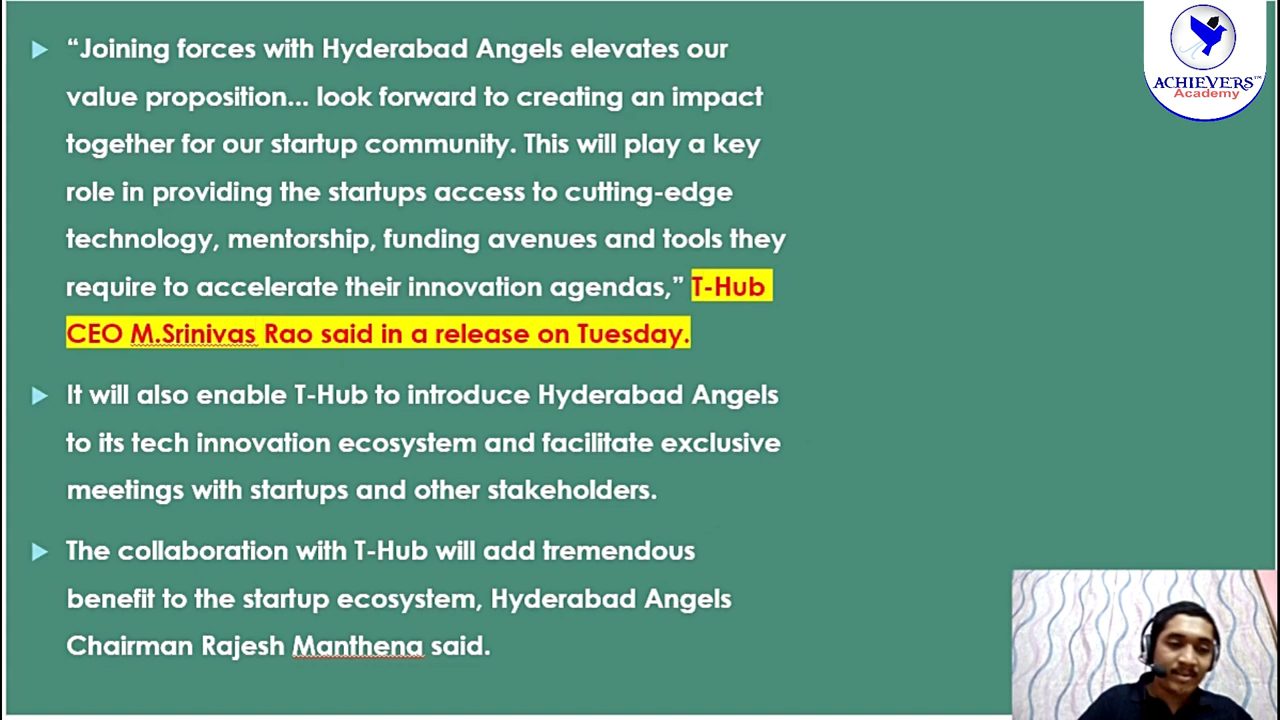 “Joining forces with Hyderabad Angels elevates our
value proposition... look forward to creating an impact
together for our startup community. This will play a key
role in providing the startups access to cutting-edge
technology, mentorship, funding avenues and tools they
require to accelerate their innovation agendas,” T-Hub
CEO M.Srinivas Rao said in a release on Tuesday.
It will also enable T-Hub to introduce Hyderabad Angels
to its tech innovation ecosystem and facilitate exclusive
meetings with startups and other stakeholders.
The collaboration with T-Hub will add tremendous
benefit to the startup ecosystem, Hyderabad Angels
Chairman Rajesh Manthena said.
ACHIEVERS™
Academy